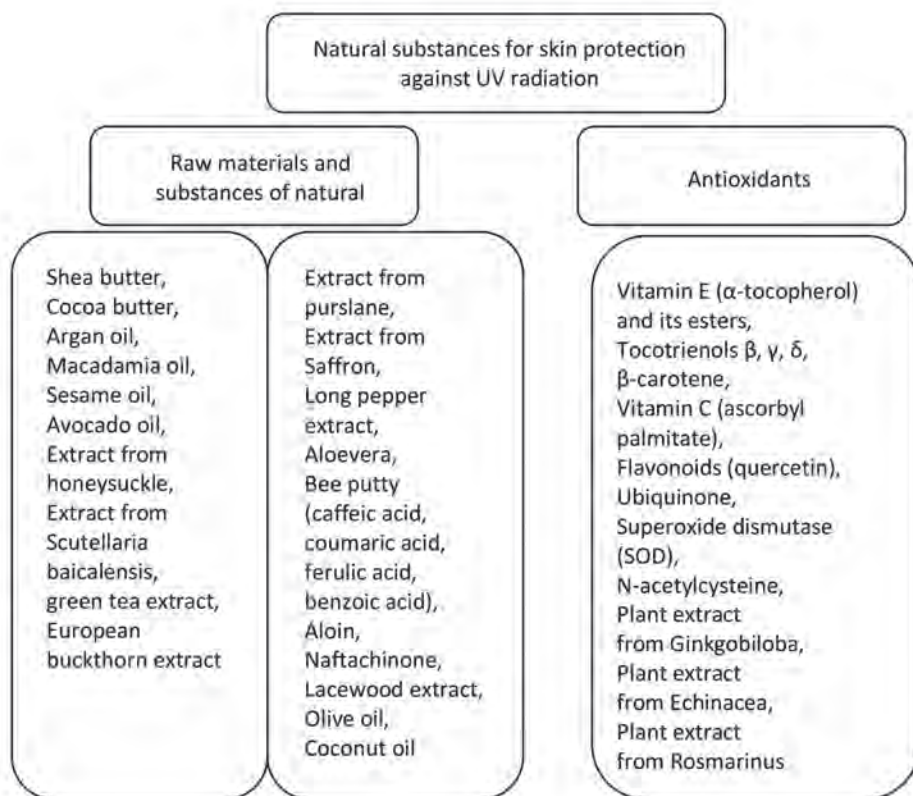 Natural substances for skin protection
against UV radiation
Raw materials and
substances of natural
Antioxidants
Shea butter,
Cocoa butter,
Argan oil,
Macadamia oil,
Sesame oil,
Avocado oil,
Extract from
honeysuckle,
Extract from
Scutellaria
baicalensis,
green tea extract,
European
buckthorn extract
Extract from
purslane,
Extract from
Saffron,
Long pepper
extract,
Aloevera,
Bee putty
(caffeic acid,
coumaric acid,
ferulic acid,
benzoic acid),
Aloin,
Naftachinone,
Lacewood extract,
Olive oil,
Coconut oil
Vitamin E (α-tocopherol)
and its esters,
Tocotrienols β, γ, δ,
β-carotene,
Vitamin C (ascorbyl
palmitate),
Flavonoids (quercetin),
Ubiquinone,
Superoxide dismutase
(SOD),
N-acetylcysteine,
Plant extract
from Ginkgobiloba,
Plant extract
from Echinacea,
Plant extract
from Rosmarinus